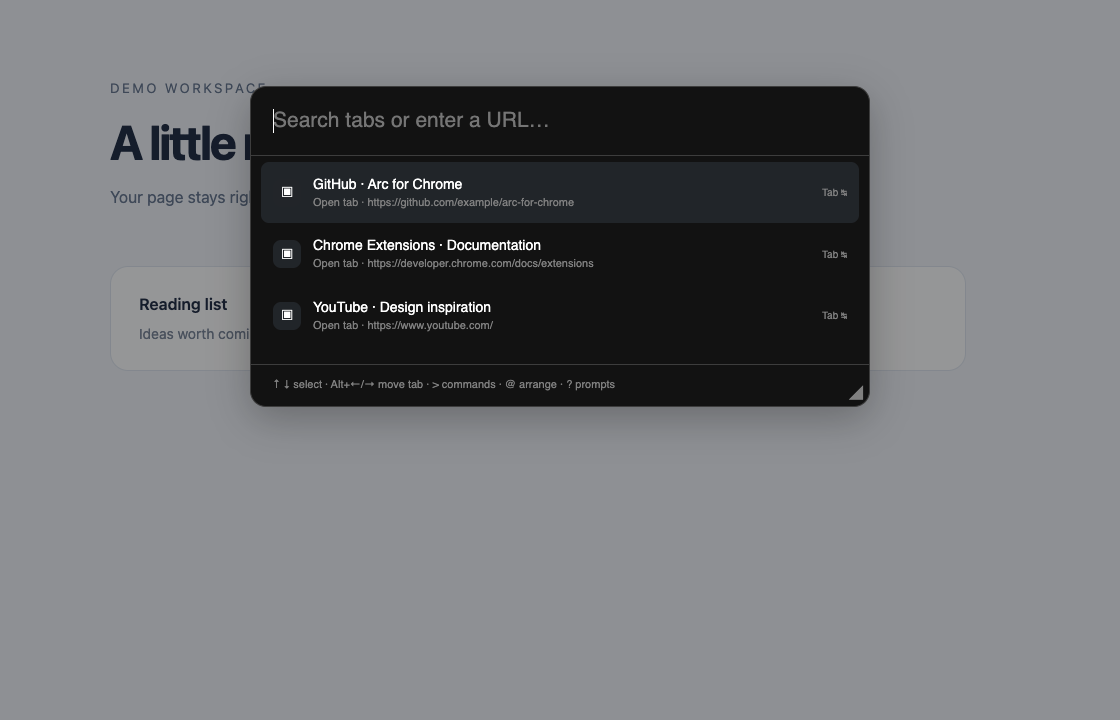 DEMO WORKSPACE
A little
Your page stays
Reading list
Ideas worth
Search tabs or enter a URL…
GitHub · Arc for Chrome
Open tab · https://github.com/example/arc-for-chrome
Tab ↹
Chrome Extensions · Documentation
Open tab · https://developer.chrome.com/docs/extensions
Tab ↹
YouTube · Design inspiration
Open tab · https://www.youtube.com/
Tab ↹
↑ ↓ select · Alt+←/→ move tab · > commands · @ arrange · ? prompts